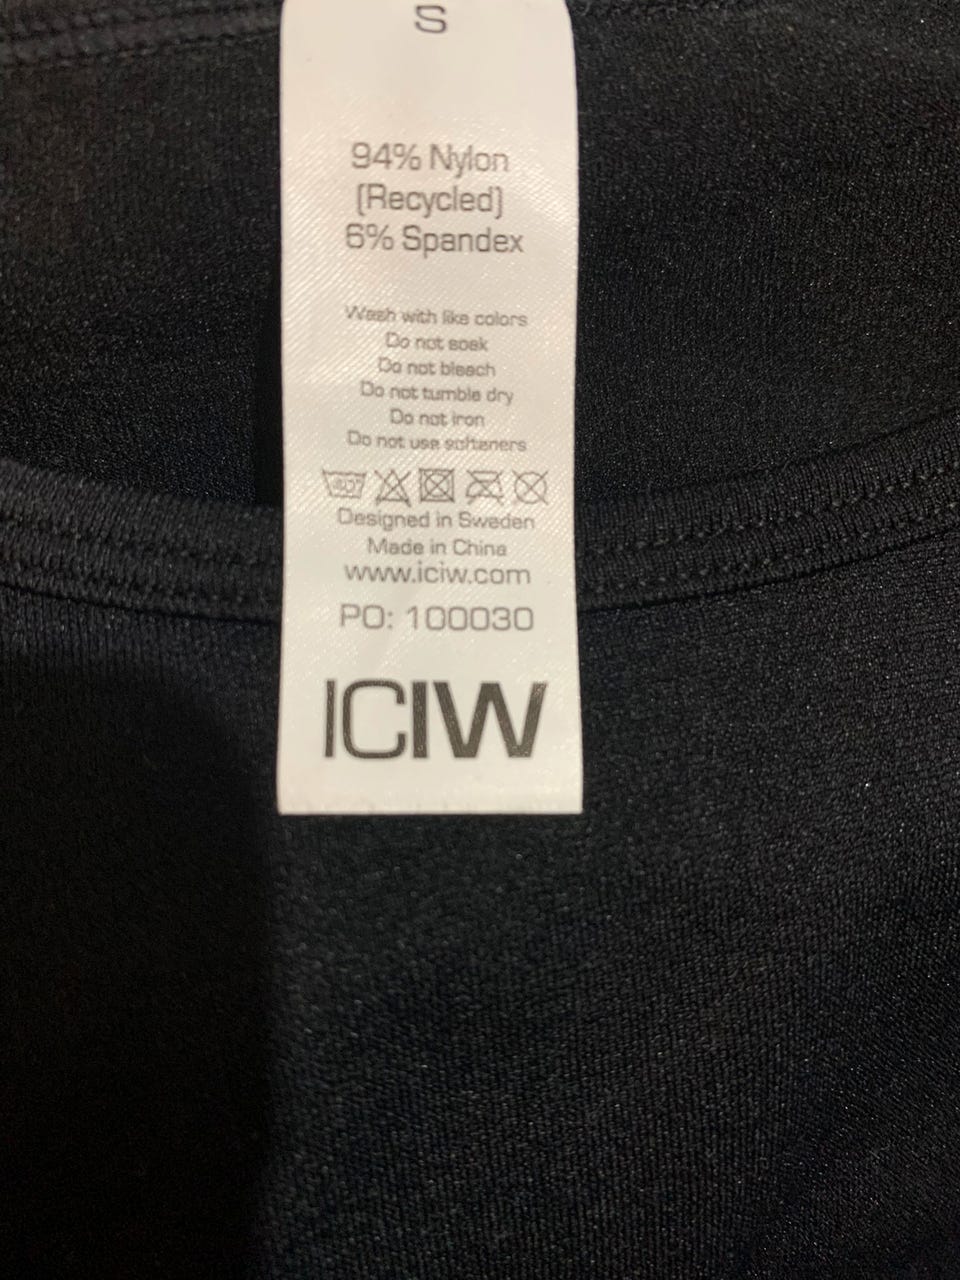 S
94% Nylon
(Recycled)
6% Spandex
Wash with like colors
Do not soak
Do not bleach
Do not tumble dry
Do not iron
Do not use softeners
40°
Designed in Sweden
Made in China
www.iciw.com
PO: 100030
ICIW